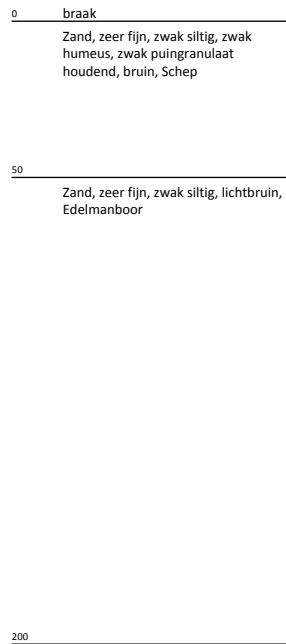 0 braak
Zand, zeer fijn, zwak siltig, zwak
humeus, zwak puingranulaat
houdend, bruin, Schep
50
Zand, zeer fijn, zwak siltig, lichtbruin,
Edelmanboor
200